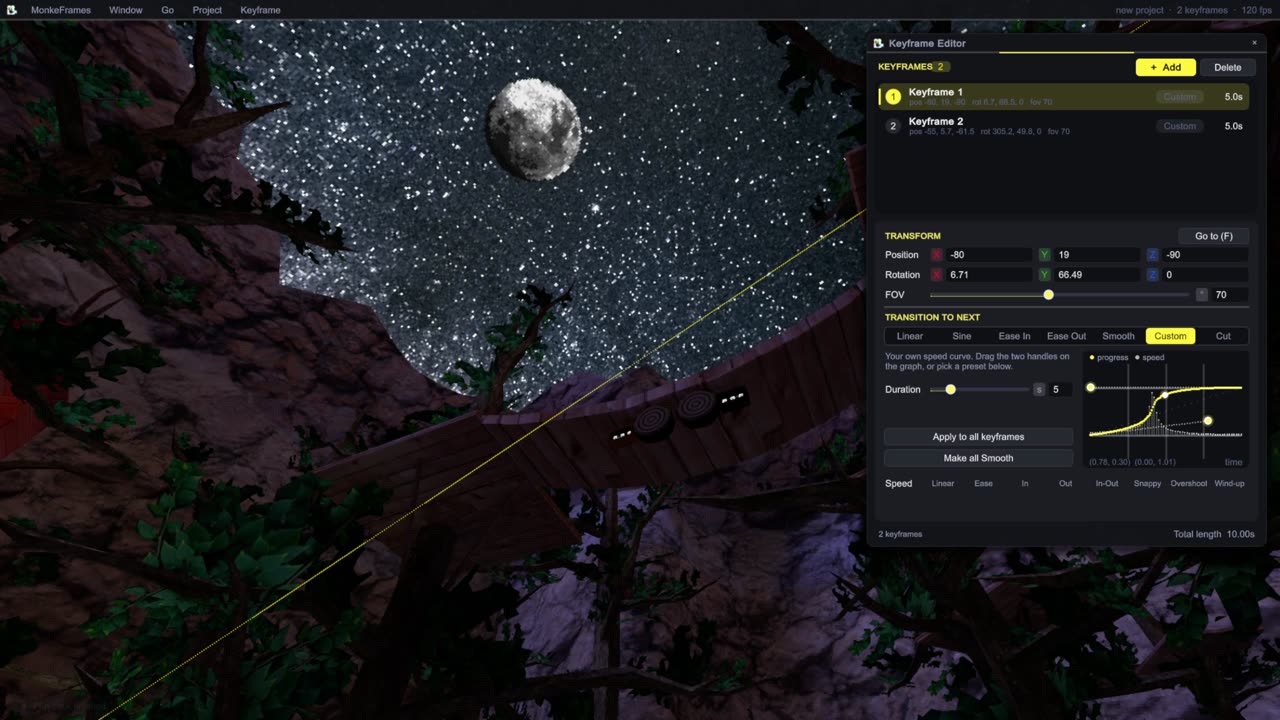 MonkeFrames Window Go Project Keyframe
new project · 2 keyframes · 120 fps
Keyframe Editor ×
KEYFRAMES 2 + Add Delete
1 Keyframe 1 Custom 5.0s
pos -80, 19, -90 rot 6.7, 66.5, 0 fov 70
2 Keyframe 2 Custom 5.0s
pos -55, 5.7, -61.5 rot 305.2, 49.8, 0 fov 70
TRANSFORM Go to (F)
Position X -80 Y 19 Z -90
Rotation X 6.71 Y 66.49 Z 0
FOV ° 70
TRANSITION TO NEXT
Linear Sine Ease In Ease Out Smooth Custom Cut
Your own speed curve. Drag the two handles on
the graph, or pick a preset below.
progress speed
Duration s 5
Apply to all keyframes
Make all Smooth
(0.78, 0.30) (0.00, 1.01) time
Speed Linear Ease In Out In-Out Snappy Overshoot Wind-up
2 keyframes Total length 10.00s